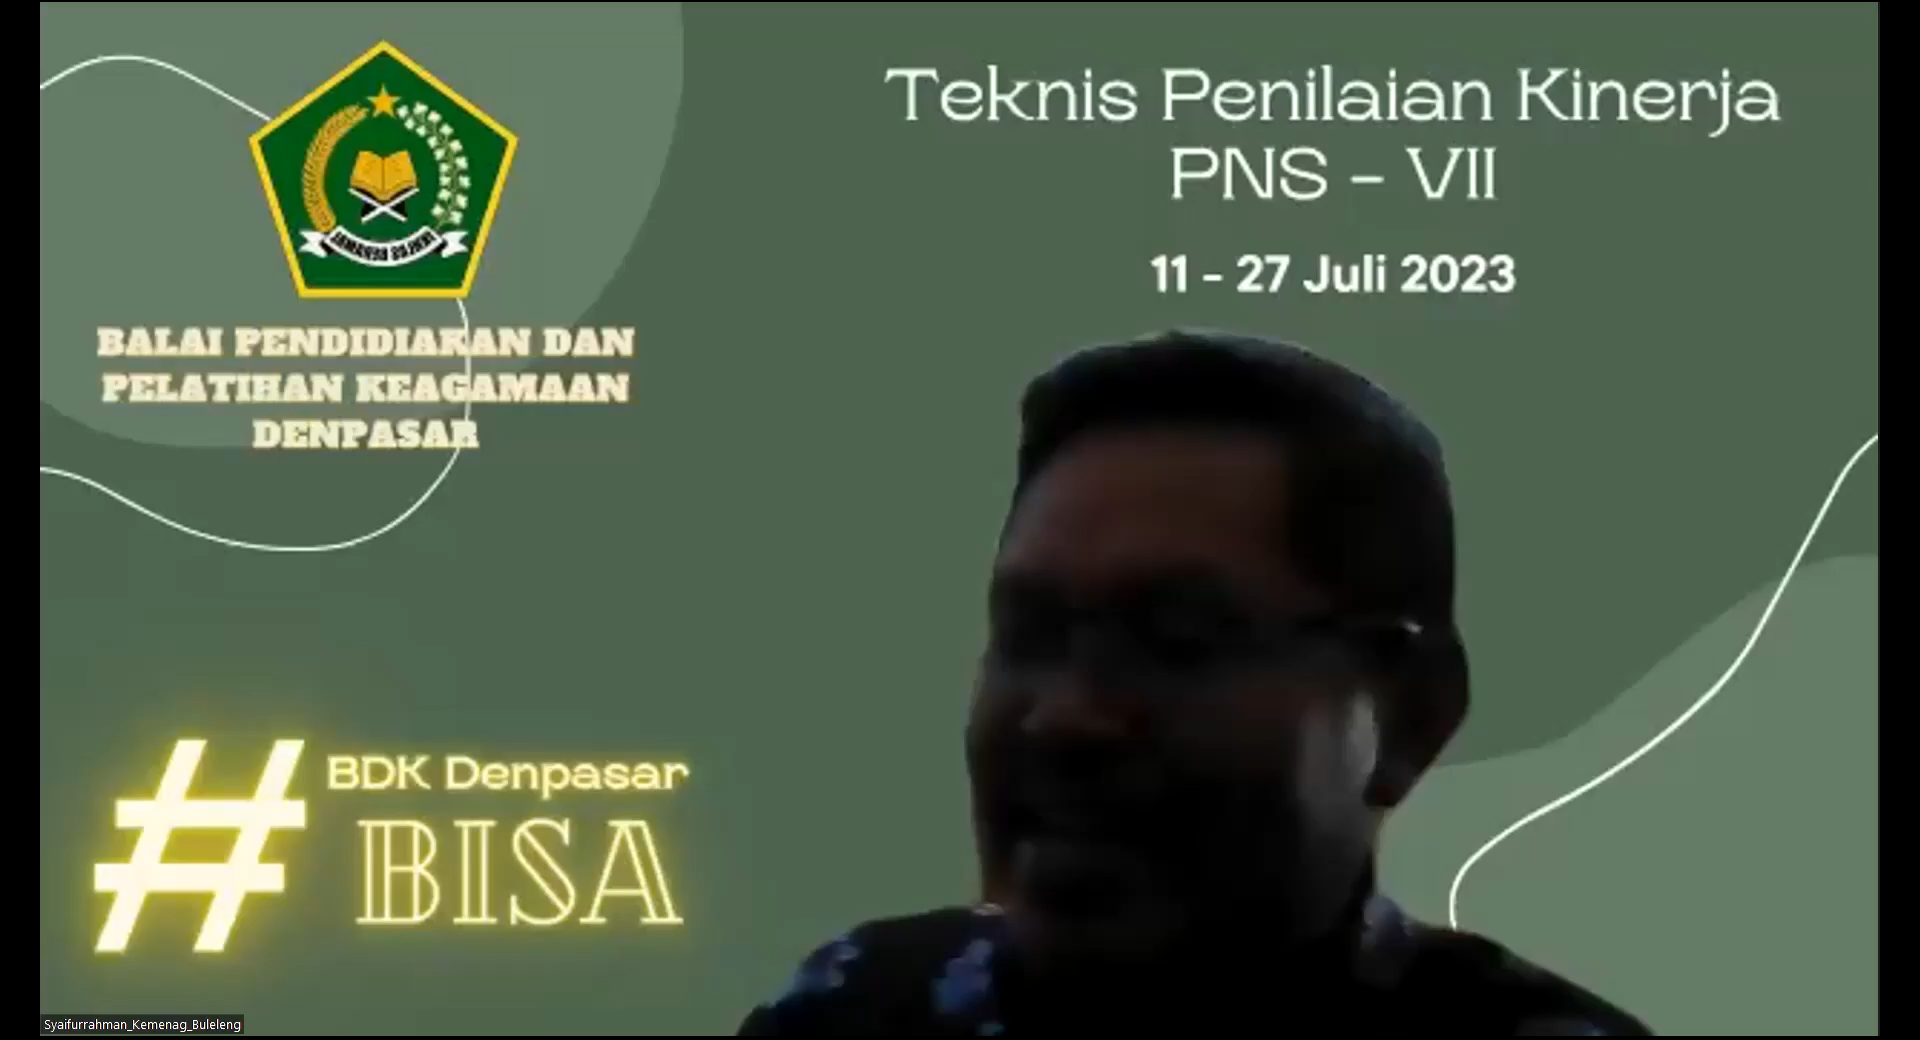 Teknis Penilaian Kinerja
PNS - VII
11 - 27 Juli 2023
BALAI PENDIDIAKAN DAN
PELATIHAN KEAGAMAAN
DENPASAR
# BDK Denpasar
BISA
Syaifurrahman_Kemenag_Buleleng